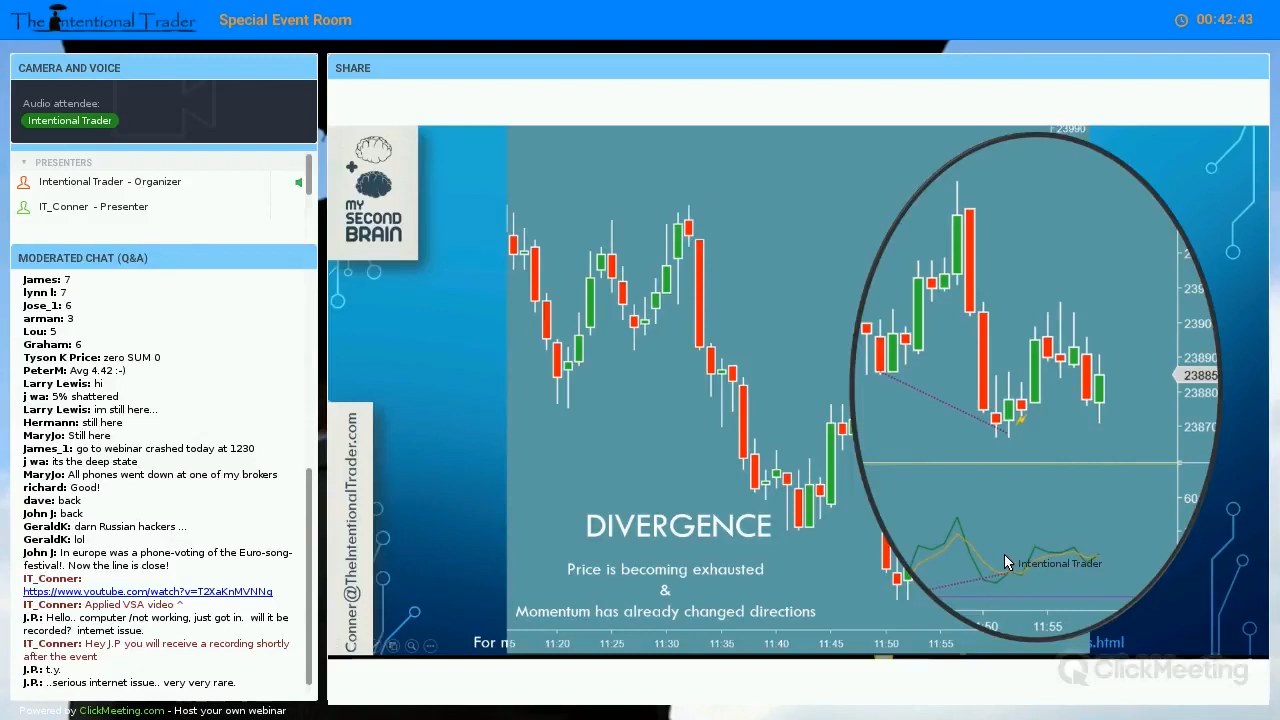 The Intentional Trader
Special Event Room
00:42:43
CAMERA AND VOICE
Audio attendee:
Intentional Trader
PRESENTERS
Intentional Trader - Organizer
IT_Conner - Presenter
MODERATED CHAT (Q&A)
James: 7
lynn l: 7
Jose_1: 6
arman: 3
Lou: 5
Graham: 6
Tyson K Price: zero SUM 0
PeterM: Avg 4.42 :-)
Larry Lewis: hi
j wa: 5% shattered
Larry Lewis: im still here...
Hermann: still here
MaryJo: Still here
James_1: go to webinar crashed today at 1230
j wa: its the deep state
MaryJo: All phones went down at one of my brokers
richard: Good!
dave: back
John J: back
GeraldK: darn Russian hackers ...
GeraldK: lol
John J: In europe was a phone-voting of the Euro-song-
festival!. Now the line is close!
IT_Conner:
https://www.youtube.com/watch?v=T2XaKnMVNNg
IT_Conner: Applied VSA video ^
J.P.: Hello.. computer /not working, just got in. will it be
recorded? internet issue.
IT_Conner: Hey J.P you will receive a recording shortly
after the event
J.P.: t.y.
J.P.: ..serious internet issue.. very very rare.
Powered by ClickMeeting.com - Host your own webinar
SHARE
+
MY
SECOND
BRAIN
Conner@TheIntentionalTrader.com
23990
2
2395
23900
23890
23885
23880
23870
60
DIVERGENCE
Price is becoming exhausted
&
Momentum has already changed directions
Intentional Trader
:50
11:55
For m
s.html
15
11:20
11:25
11:30
11:35
11:40
11:45
11:50
11:55
ClickMeeting